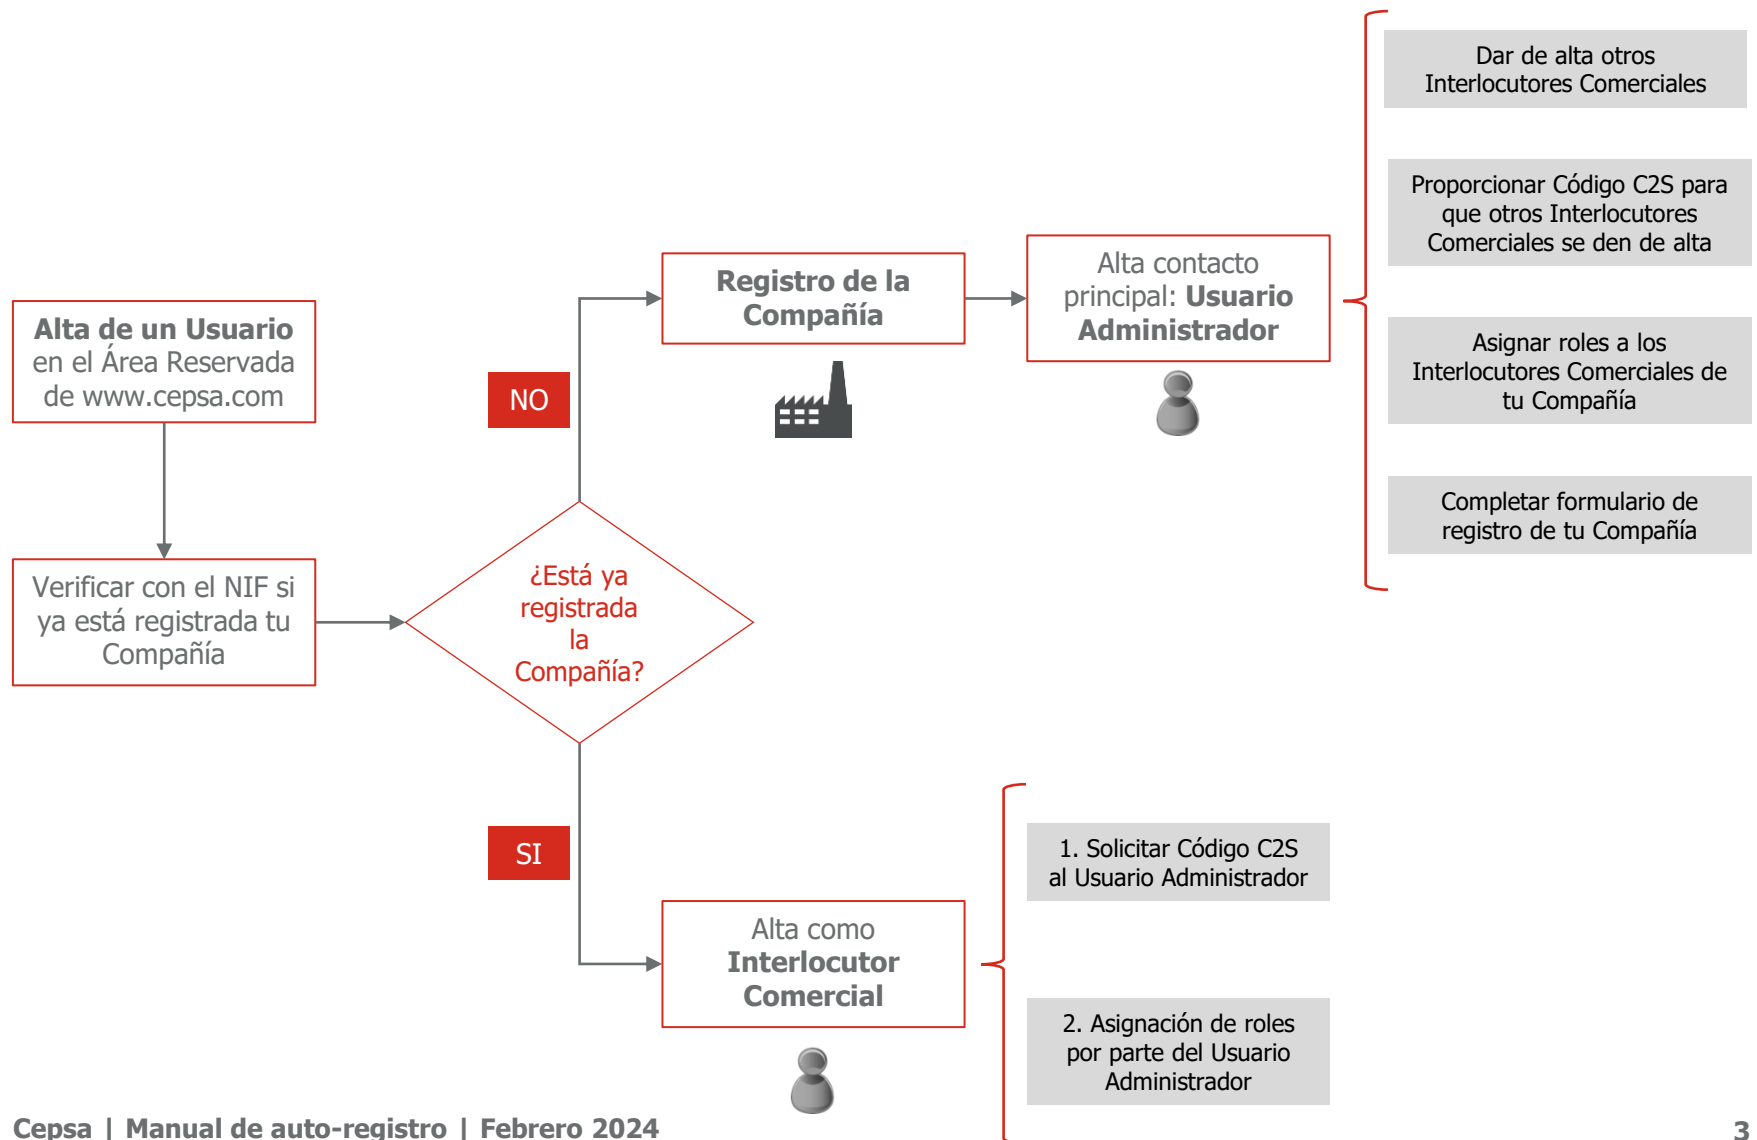 Alta de un Usuario
en el Área Reservada
de www.cepsa.com
Verificar con el NIF si
ya está registrada tu
Compañía
¿Está ya
registrada
la
Compañía?
NO
Registro de la
Compañía
Alta contacto
principal: Usuario
Administrador
Dar de alta otros
Interlocutores Comerciales
Proporcionar Código C2S para
que otros Interlocutores
Comerciales se den de alta
Asignar roles a los
Interlocutores Comerciales de
tu Compañía
Completar formulario de
registro de tu Compañía
SI
Alta como
Interlocutor
Comercial
1. Solicitar Código C2S
al Usuario Administrador
2. Asignación de roles
por parte del Usuario
Administrador
Cepsa | Manual de auto-registro | Febrero 2024
3